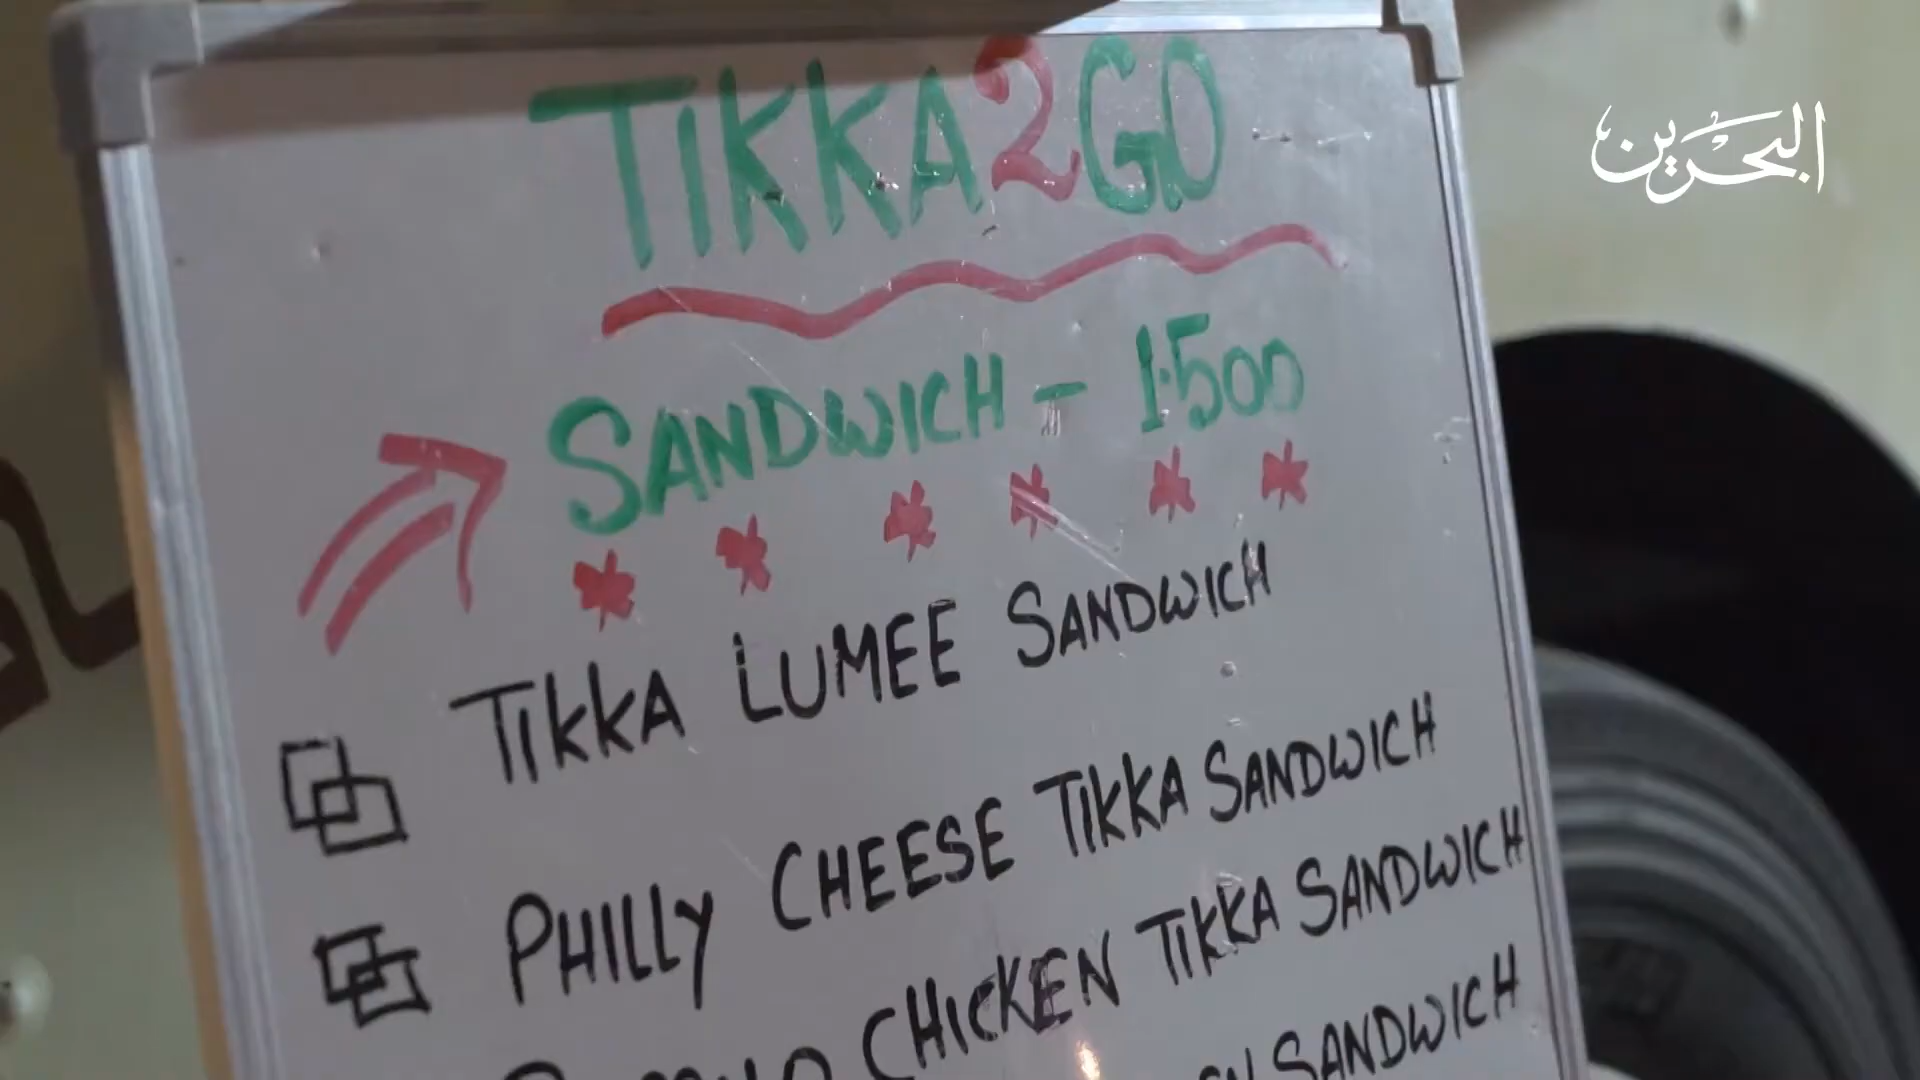 TIKKA2GO
البحرين
SANDWICH - 1.500
TIKKA LUMEE SANDWICH
PHILLY CHEESE TIKKA SANDWICH
CHICKEN TIKKA SANDWICH
SANDWICH